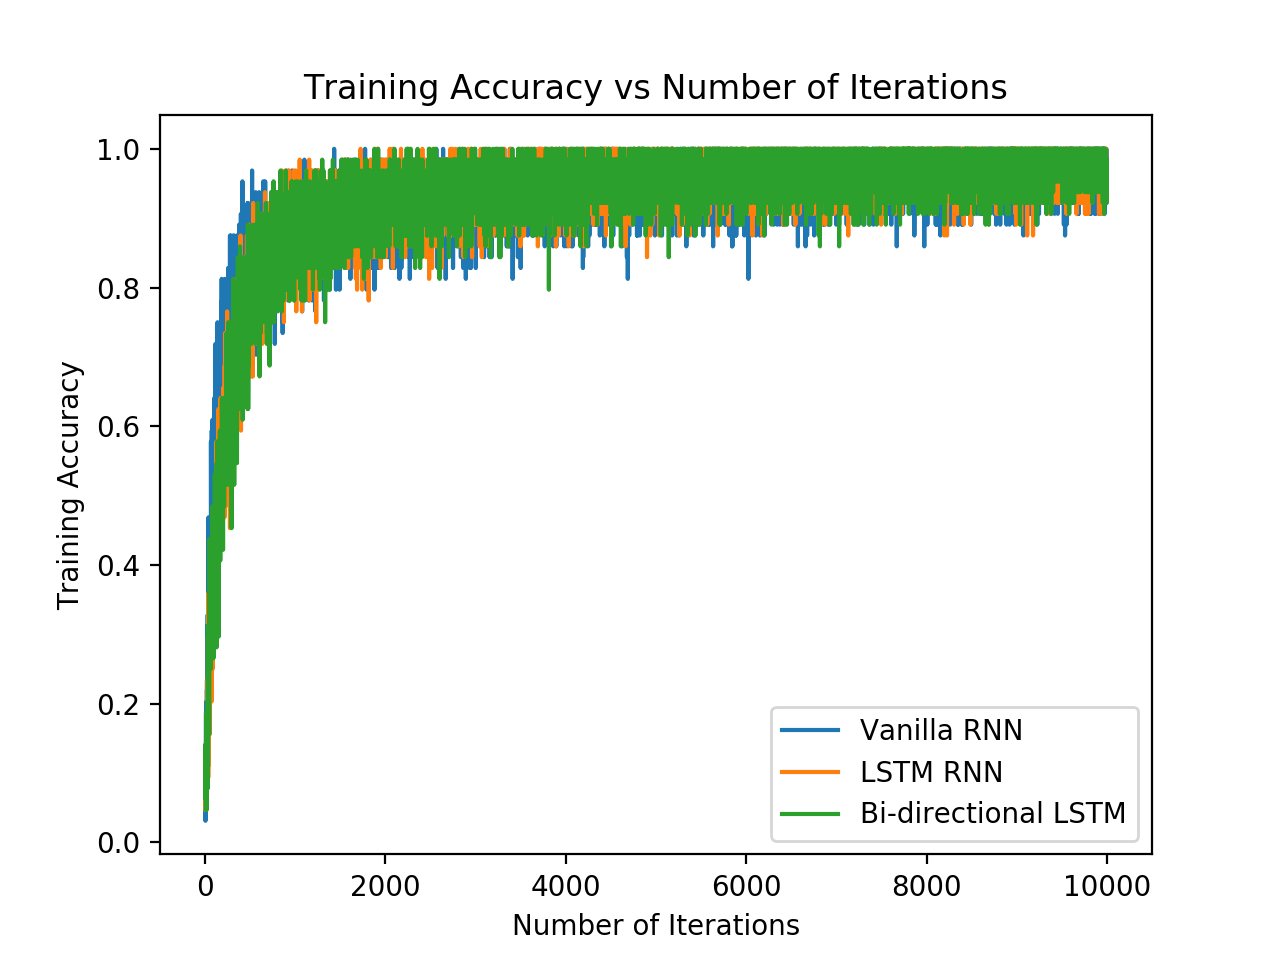 Training Accuracy vs Number of Iterations
1.0
0.8
0.6
0.4
0.2
0.0
Training Accuracy
Vanilla RNN
LSTM RNN
Bi-directional LSTM
0 2000 4000 6000 8000 10000
Number of Iterations